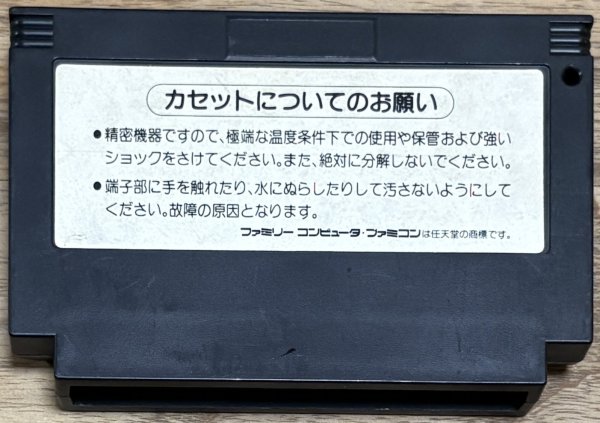 カセットについてのお願い
●精密機器ですので、極端な温度条件下での使用や保管および強い
ショックをさけてください。また、絶対に分解しないでください。
●端子部に手を触れたり、水にぬらしたりして汚さないようにして
ください。故障の原因となります。
ファミリー コンピュータ・ファミコンは任天堂の商標です。